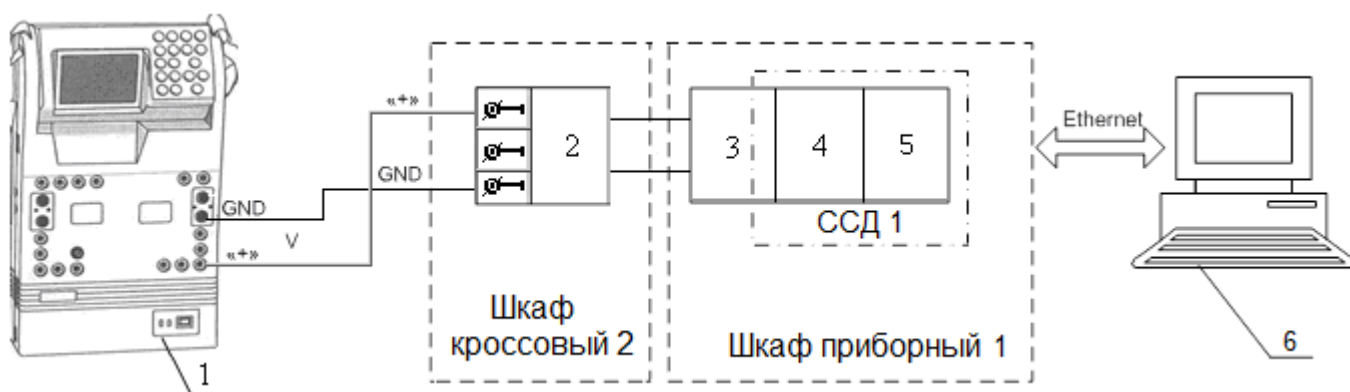 «+»
GND
GND
V
«+»
1
2
Шкаф
кроссовый 2
3
4
5
ССД 1
Шкаф приборный 1
Ethernet
6